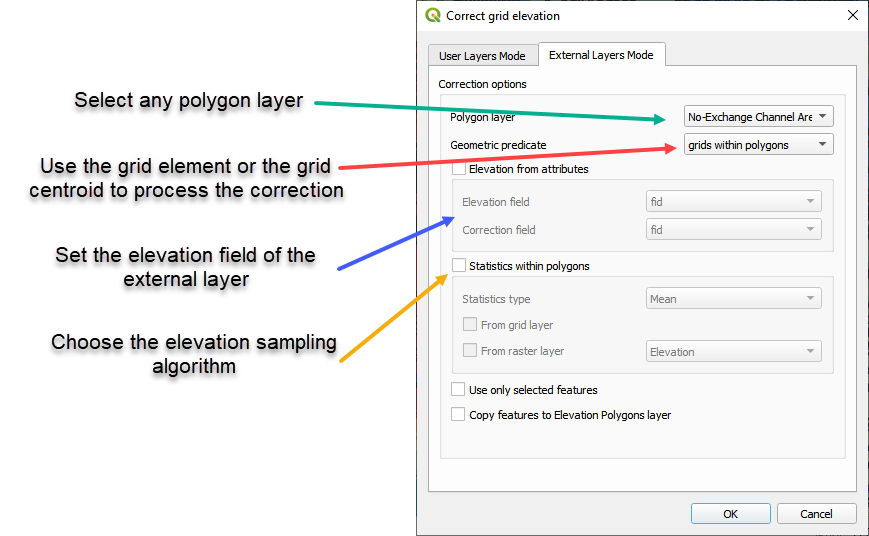 Correct grid elevation
User Layers Mode
External Layers Mode
Correction options
Select any polygon layer
Polygon layer
No-Exchange Channel Are
Use the grid element or the grid
centroid to process the correction
Geometric predicate
grids within polygons
Elevation from attributes
Elevation field
fid
Correction field
fid
Set the elevation field of the
external layer
Statistics within polygons
Statistics type
Mean
From grid layer
From raster layer
Elevation
Choose the elevation sampling
algorithm
Use only selected features
Copy features to Elevation Polygons layer
OK
Cancel